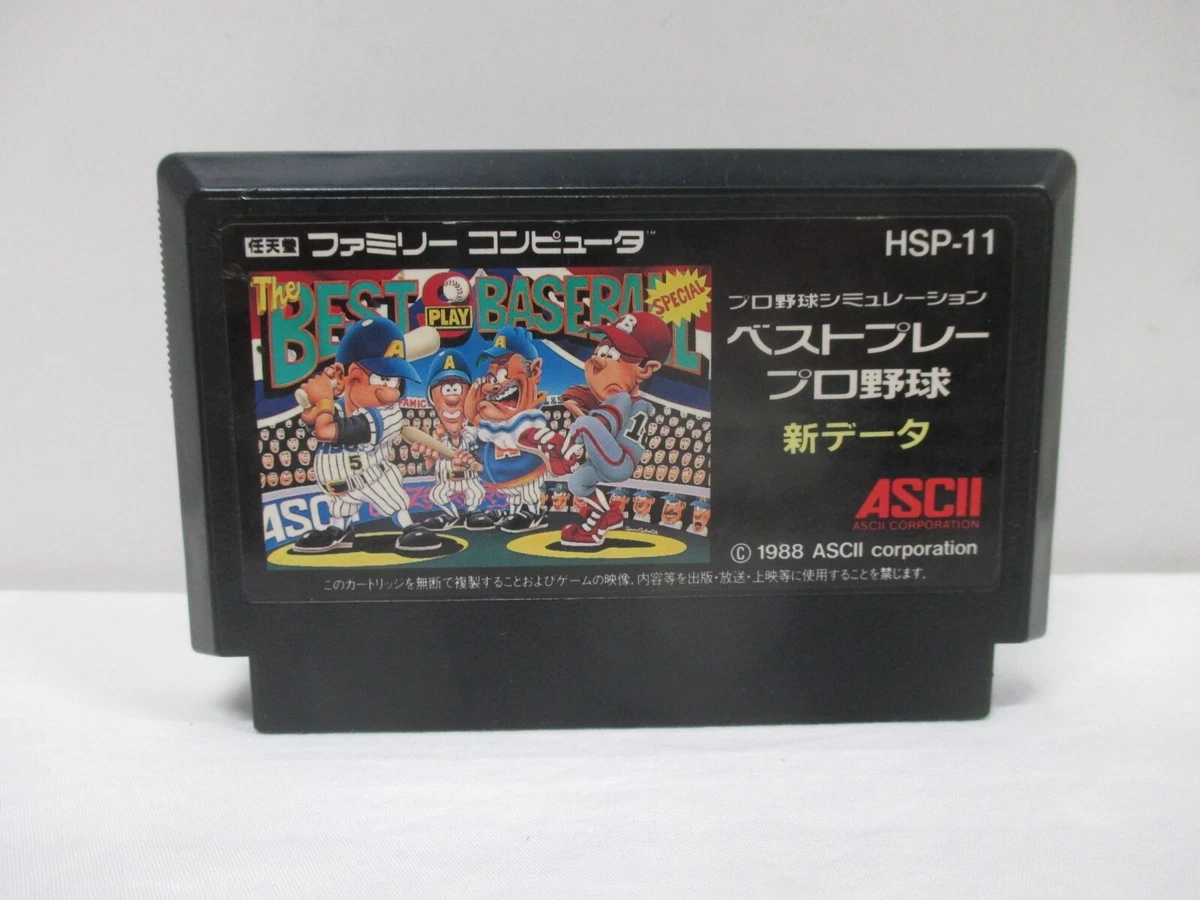 任天堂 ファミリー コンピュータ™
HSP-11
The BEST PLAY BASEBALL SPECIAL
A
A
A
B
5
1
ASC
プロ野球シミュレーション
ベストプレー
プロ野球
新データ
ASCII
ASCII CORPORATION
© 1988 ASCII corporation
このカートリッジを無断で複製することおよびゲームの映像、内容等を出版・放送・上映等に使用することを禁じます。